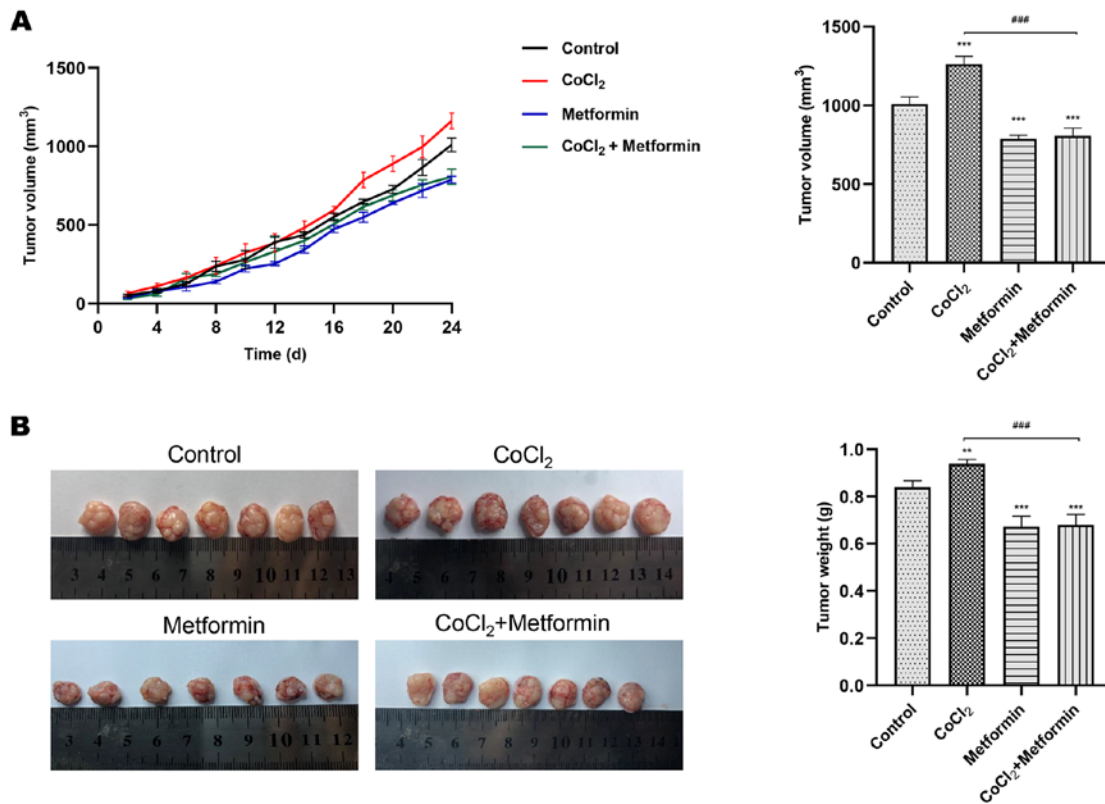 A
Control
CoCl₂
Metformin
CoCl₂ + Metformin
Tumor volume (mm³)
1500
1000
500
0
0 4 8 12 16 20 24
Time (d)
###
***
***
***
Tumor volume (mm³)
1500
1000
500
0
Control
CoCl₂
Metformin
CoCl₂+Metformin
B
Control
3 4 5 6 7 8 9 10 11 12 13
CoCl₂
4 5 6 7 8 9 10 11 12 13 14
Metformin
3 4 5 6 7 8 9 10 11 12
CoCl₂+Metformin
4 5 6 7 8 9 10 11 12 13 14
###
**
***
***
Tumor weight (g)
1.0
0.8
0.6
0.4
0.2
0.0
Control
CoCl₂
Metformin
CoCl₂+Metformin